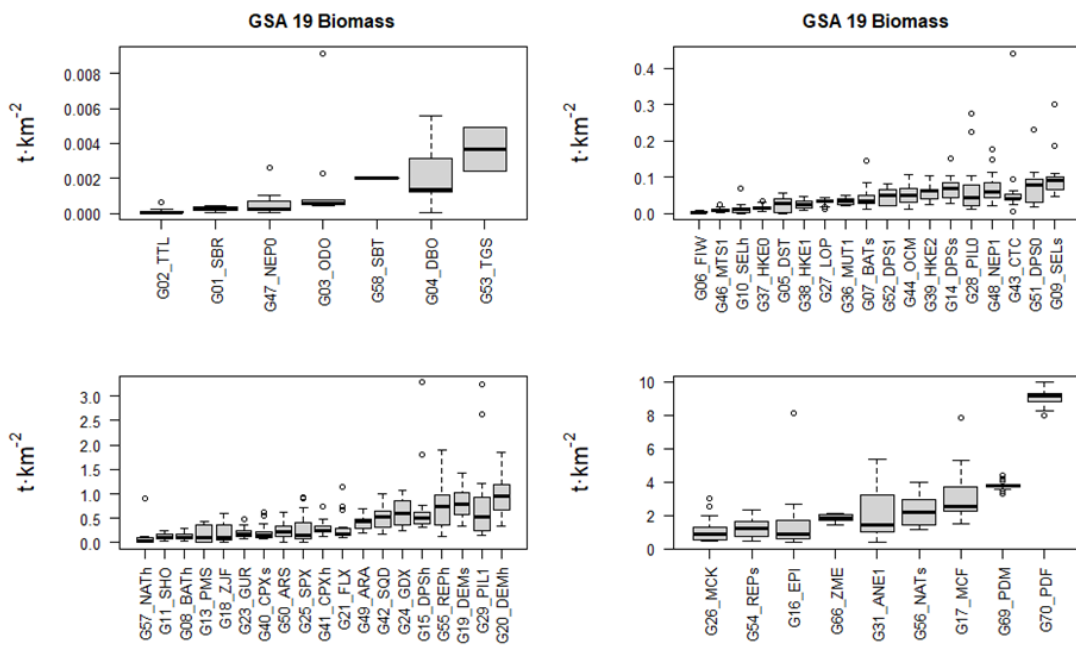 GSA 19 Biomass
t·km-2
0.008
0.006
0.004
0.002
0.000
G02_TTL
G01_SBR
G47_NEP0
G03_ODO
G58_SBT
G04_DBO
G53_TGS
GSA 19 Biomass
t·km-2
0.4
0.3
0.2
0.1
0.0
G06_FIW
G46_MTS1
G10_SELh
G37_HKE0
G05_DST
G38_HKE1
G27_LOP
G36_MUT1
G07_BATs
G52_DPS1
G44_OCM
G39_HKE2
G14_DPSs
G28_PIL0
G48_NEP1
G43_CTC
G51_DPS0
G09_SELs
t·km-2
3.0
2.5
2.0
1.5
1.0
0.5
0.0
G57_NATh
G11_SHO
G08_BATh
G13_PMS
G18_ZJF
G23_GUR
G40_CPXs
G50_ARS
G25_SPX
G41_CPXh
G21_FLX
G49_ARA
G42_SQD
G24_GDX
G15_DPSh
G55_REPh
G19_DEMs
G29_PIL1
G20_DEMh
t·km-2
10
8
6
4
2
0
G26_MCK
G54_REPs
G16_EPI
G66_ZME
G31_ANE1
G56_NATs
G17_MCF
G69_PDM
G70_PDF